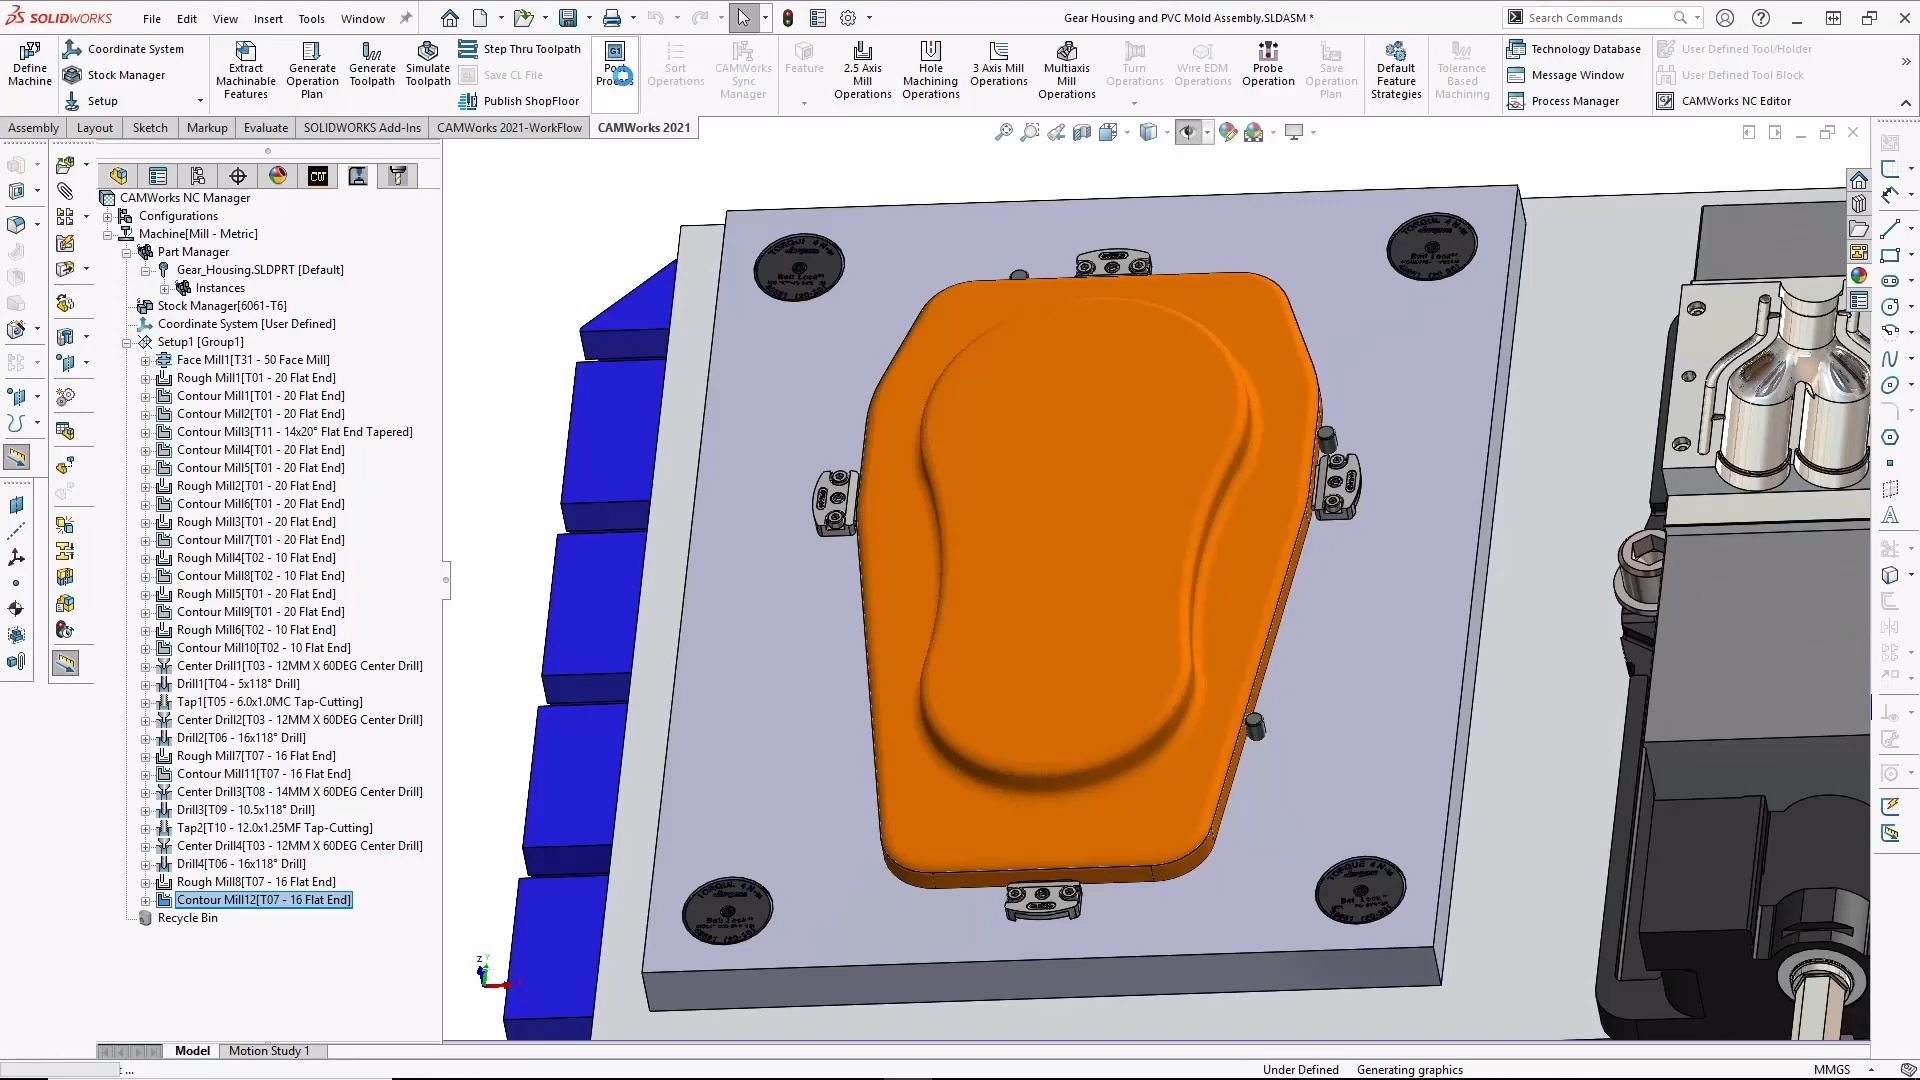 SOLIDWORKS
File Edit View Insert Tools Window
Gear Housing and PVC Mold Assembly.SLDASM *
Search Commands
Define Machine
Coordinate System
Stock Manager
Setup
Extract Machinable Features
Generate Operation Plan
Generate Toolpath
Simulate Toolpath
Step Thru Toolpath
Save CL File
Publish ShopFloor
G1
Post Process
Sort Operations
CAMWorks Sync Manager
Feature
2.5 Axis Mill Operations
Hole Machining Operations
3 Axis Mill Operations
Multiaxis Mill Operations
Turn Operations
Wire EDM Operations
Probe Operation
Save Operation Plan
Default Feature Strategies
Tolerance Based Machining
Technology Database
Message Window
Process Manager
User Defined Tool/Holder
User Defined Tool Block
CAMWorks NC Editor
Assembly Layout Sketch Markup Evaluate SOLIDWORKS Add-Ins CAMWorks 2021-WorkFlow CAMWorks 2021
CAMWorks NC Manager
Configurations
Machine[Mill - Metric]
Part Manager
Gear_Housing.SLDPRT [Default]
Instances
Stock Manager[6061-T6]
Coordinate System [User Defined]
Setup1 [Group1]
Face Mill1[T31 - 50 Face Mill]
Rough Mill1[T01 - 20 Flat End]
Contour Mill1[T01 - 20 Flat End]
Contour Mill2[T01 - 20 Flat End]
Contour Mill3[T11 - 14x20° Flat End Tapered]
Contour Mill4[T01 - 20 Flat End]
Contour Mill5[T01 - 20 Flat End]
Rough Mill2[T01 - 20 Flat End]
Contour Mill6[T01 - 20 Flat End]
Rough Mill3[T01 - 20 Flat End]
Contour Mill7[T01 - 20 Flat End]
Rough Mill4[T02 - 10 Flat End]
Contour Mill8[T02 - 10 Flat End]
Rough Mill5[T01 - 20 Flat End]
Contour Mill9[T01 - 20 Flat End]
Rough Mill6[T02 - 10 Flat End]
Contour Mill10[T02 - 10 Flat End]
Center Drill1[T03 - 12MM X 60DEG Center Drill]
Drill1[T04 - 5x118° Drill]
Tap1[T05 - 6.0x1.0MC Tap-Cutting]
Center Drill2[T03 - 12MM X 60DEG Center Drill]
Drill2[T06 - 16x118° Drill]
Rough Mill7[T07 - 16 Flat End]
Contour Mill11[T07 - 16 Flat End]
Center Drill3[T08 - 14MM X 60DEG Center Drill]
Drill3[T09 - 10.5x118° Drill]
Tap2[T10 - 12.0x1.25MF Tap-Cutting]
Center Drill4[T03 - 12MM X 60DEG Center Drill]
Drill4[T06 - 16x118° Drill]
Rough Mill8[T07 - 16 Flat End]
Contour Mill12[T07 - 16 Flat End]
Recycle Bin
Z
Model Motion Study 1
Under Defined Generating graphics MMGS